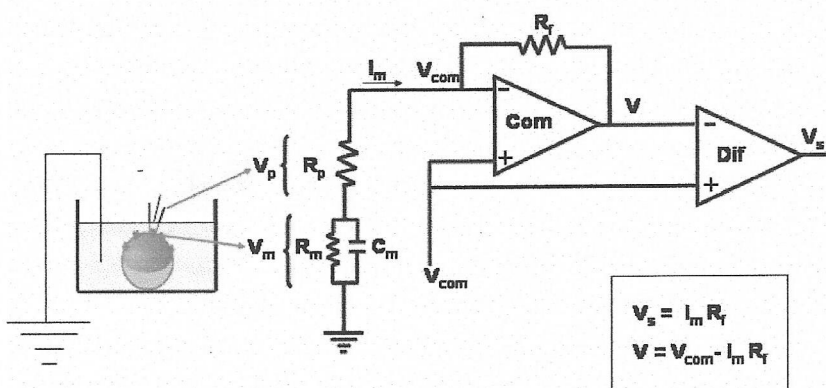 R_f
I_m
V_com
−
Com
+
V
−
Dif
+
V_s
V_p
R_p
V_m
R_m
C_m
V_com
V_s = I_m R_f
V = V_com - I_m R_f